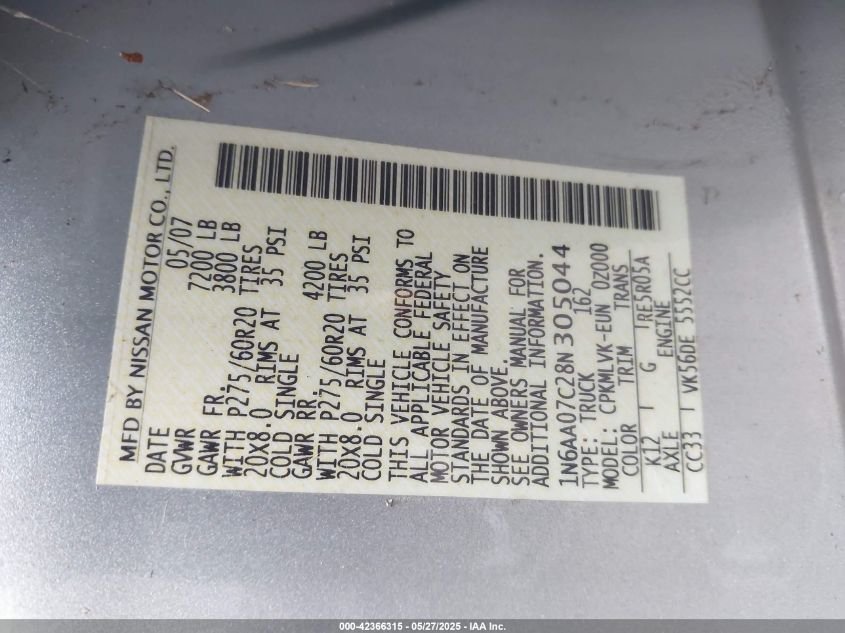 MFD BY NISSAN MOTOR CO., LTD.
DATE 05/07
GVWR 7200 LB
GAWR FR. 3800 LB
WITH P275/60R20 TIRES
20X8.0 RIMS AT 35 PSI
COLD SINGLE
GAWR RR. 4200 LB
WITH P275/60R20 TIRES
20X8.0 RIMS AT 35 PSI
COLD SINGLE
THIS VEHICLE CONFORMS TO
ALL APPLICABLE FEDERAL
MOTOR VEHICLE SAFETY
STANDARDS IN EFFECT ON
THE DATE OF MANUFACTURE
SHOWN ABOVE.
SEE OWNERS MANUAL FOR
ADDITIONAL INFORMATION.
1N6AA07C28N305044
TYPE: TRUCK 162
MODEL: CPKMLVK-EUN 0Z000
COLOR TRIM TRANS
K12 G RE5R05A
AXLE ENGINE
CC33 VK56DE 5552CC
000-42366315 - 05/27/2025 - IAA Inc.